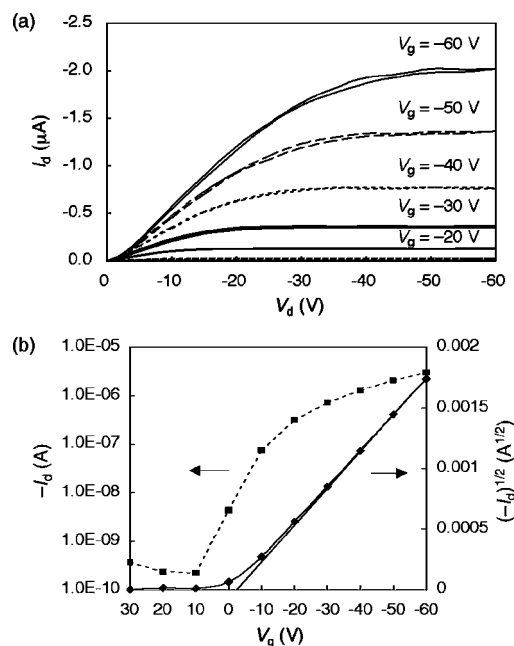 (a)
-2.5
-2.0
-1.5
-1.0
-0.5
0.0
I_d (μA)
V_g = −60 V
V_g = −50 V
V_g = −40 V
V_g = −30 V
V_g = −20 V
0 -10 -20 -30 -40 -50 -60
V_d (V)
(b)
1.0E-05
1.0E-06
1.0E-07
1.0E-08
1.0E-09
1.0E-10
−I_d (A)
0.002
0.0015
0.001
0.0005
0
(−I_d)^1/2 (A^1/2)
30 20 10 0 -10 -20 -30 -40 -50 -60
V_g (V)